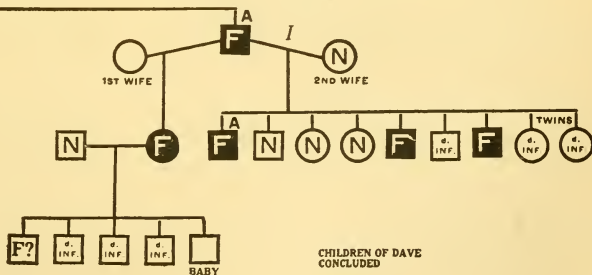 A
F I N
1ST WIFE 2ND WIFE
A TWINS
N F F N N N F d. INF. F d. INF. d. INF.
F? d. INF. d. INF. d. INF.
BABY
CHILDREN OF DAVE
CONCLUDED